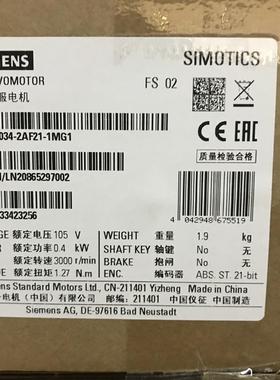 ENS SIMOTICS
VOMOTOR FS 02
服电机
034-2AF21-1MG1
CE EAC
质量检验合格
/LN20865297002
33423256
4 042948 675519
GE 额定电压 105 V WEIGHT: 重量 1.9 kg
额定功率 0.4 kW SHAFT KEY 轴键 No 无
额定转速 3000 r/min BRAKE 抱闸 No 无
E 额定扭矩 1.27 N.m ENC: 编码器 ABS. ST. 21-bit
ens Standard Motors Ltd., CN-211401 Yizheng / China
电机（中国）有限公司 邮编：211401 中国 仪征 中国制造
Siemens AG, DE-97616 Bad Neustadt